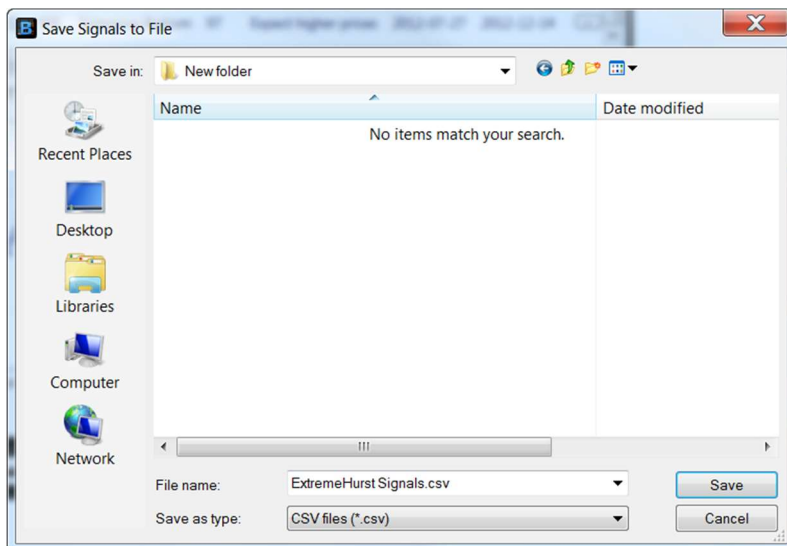 Save Signals to File
Save in: New folder
Name Date modified
No items match your search.
Recent Places
Desktop
Libraries
Computer
Network
File name: ExtremeHurst Signals.csv Save
Save as type: CSV files (*.csv) Cancel